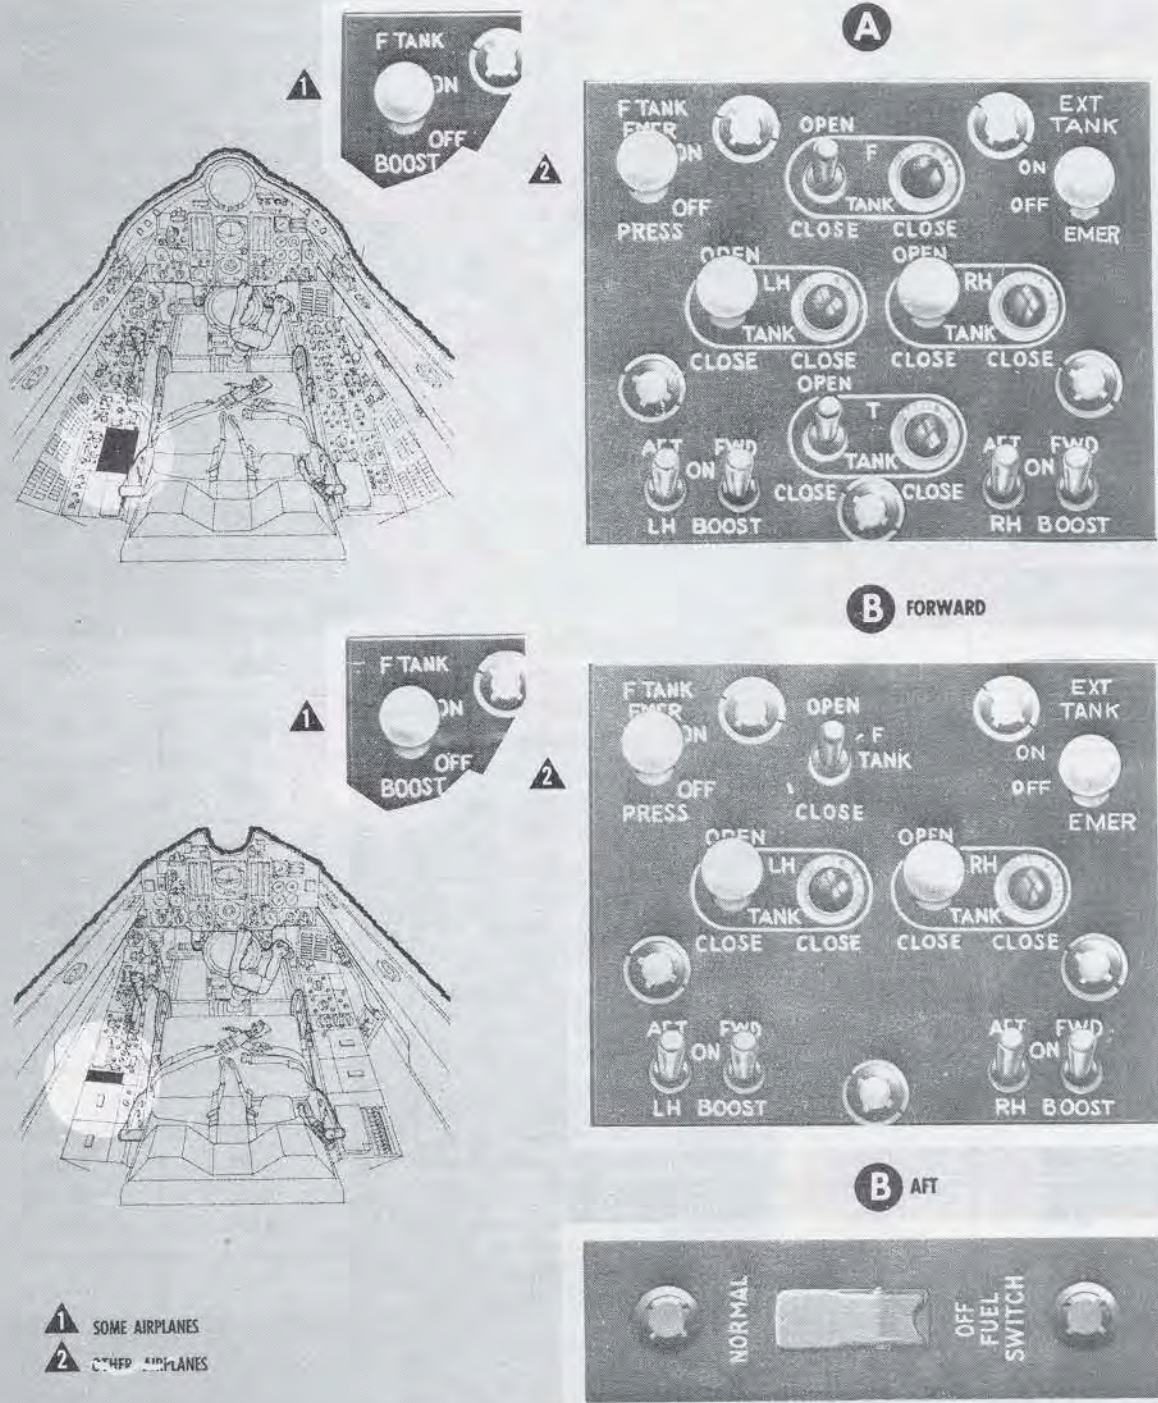 A
1
F TANK
ON
OFF
BOOST
2
F TANK
EMER
ON
OFF
PRESS
OPEN
F
TANK
CLOSE CLOSE
EXT
TANK
ON
OFF
EMER
OPEN
LH
TANK
CLOSE CLOSE
OPEN
RH
TANK
CLOSE CLOSE
OPEN
T
TANK
CLOSE CLOSE
AFT FWD
ON
LH BOOST
AFT FWD
ON
RH BOOST
B FORWARD
1
F TANK
ON
OFF
BOOST
2
F TANK
EMER
ON
OFF
PRESS
OPEN
F
TANK
CLOSE
EXT
TANK
ON
OFF
EMER
OPEN
LH
TANK
CLOSE CLOSE
OPEN
RH
TANK
CLOSE CLOSE
AFT FWD
ON
LH BOOST
AFT FWD
ON
RH BOOST
B AFT
NORMAL
OFF
FUEL
SWITCH
1 SOME AIRPLANES
2 OTHER AIRPLANES